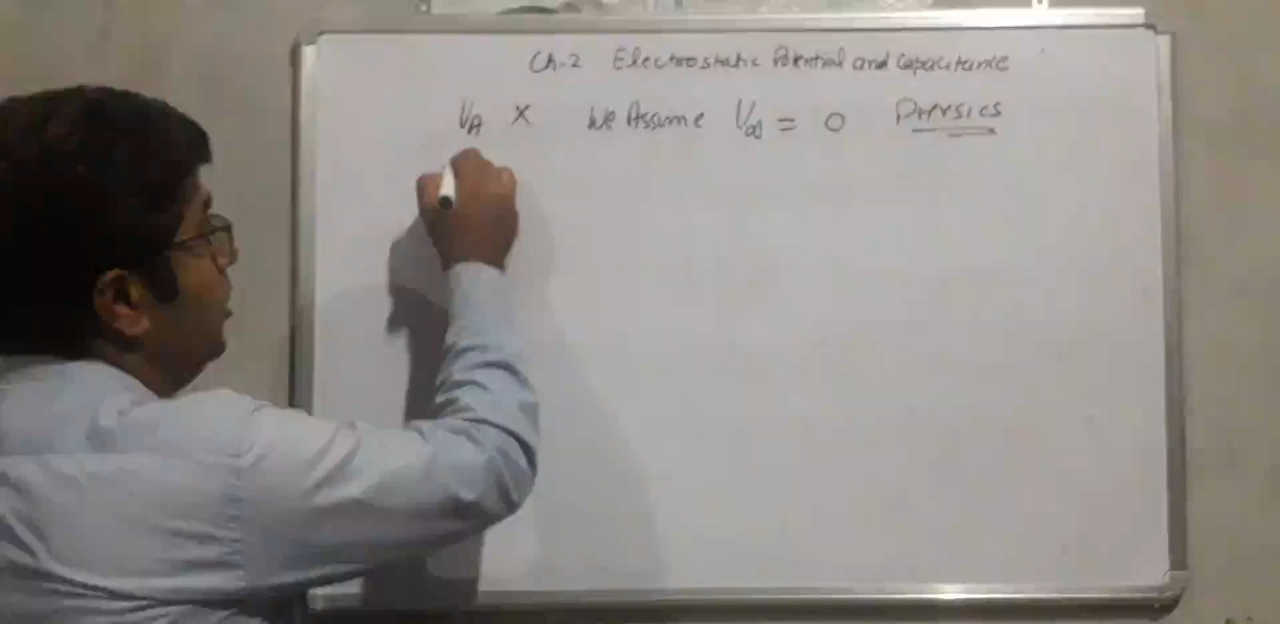 Ch-2 Electrostatic Potential and Capacitance
VA × We Assume V∞ = 0 Physics